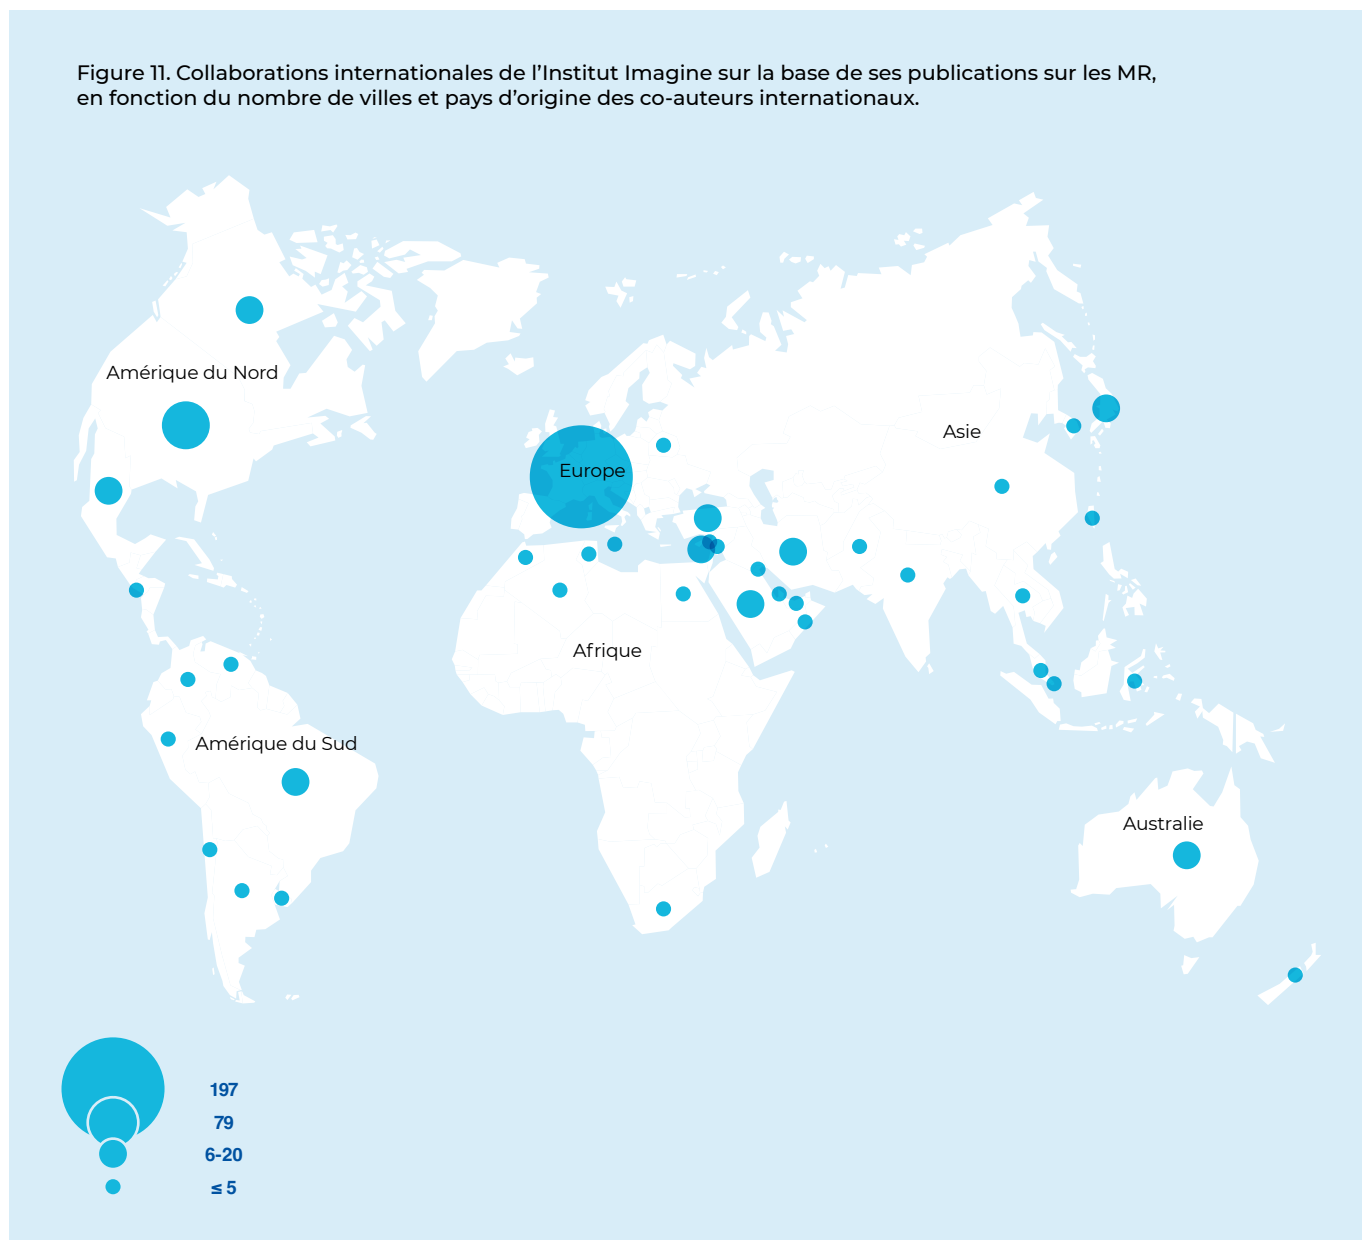 Figure 11. Collaborations internationales de l’Institut Imagine sur la base de ses publications sur les MR,
en fonction du nombre de villes et pays d’origine des co-auteurs internationaux.
Amérique du Nord
Asie
Europe
Afrique
Amérique du Sud
Australie
197
79
6-20
≤ 5